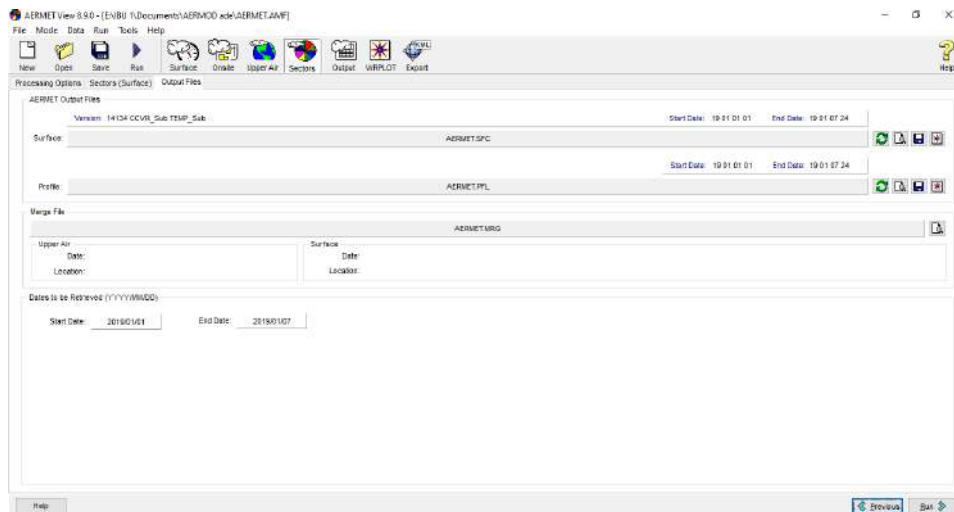 AERMET View 8.9.0 - [E:\IBU 1\Documents\AERMOD ade\AERMET.AMF]
File Mode Data Run Tools Help
New Open Save Run Surface Onsite Upper Air Sectors Output WRPLOT Export Help
Processing Options Sectors (Surface) Output Files
AERMET Output Files
Version: 14134 CCVR_Sub TEMP_Sub Start Date: 19 01 01 01 End Date: 19 01 07 24
Surface: AERMET.SFC
Start Date: 19 01 01 01 End Date: 19 01 07 24
Profile: AERMET.PFL
Merge File
AERMET.MRG
Upper Air Surface
Date: Date:
Location: Location:
Dates to be Retrieved (YYYY/MM/DD)
Start Date: 2019/01/01 End Date: 2019/01/07
Help Previous Run